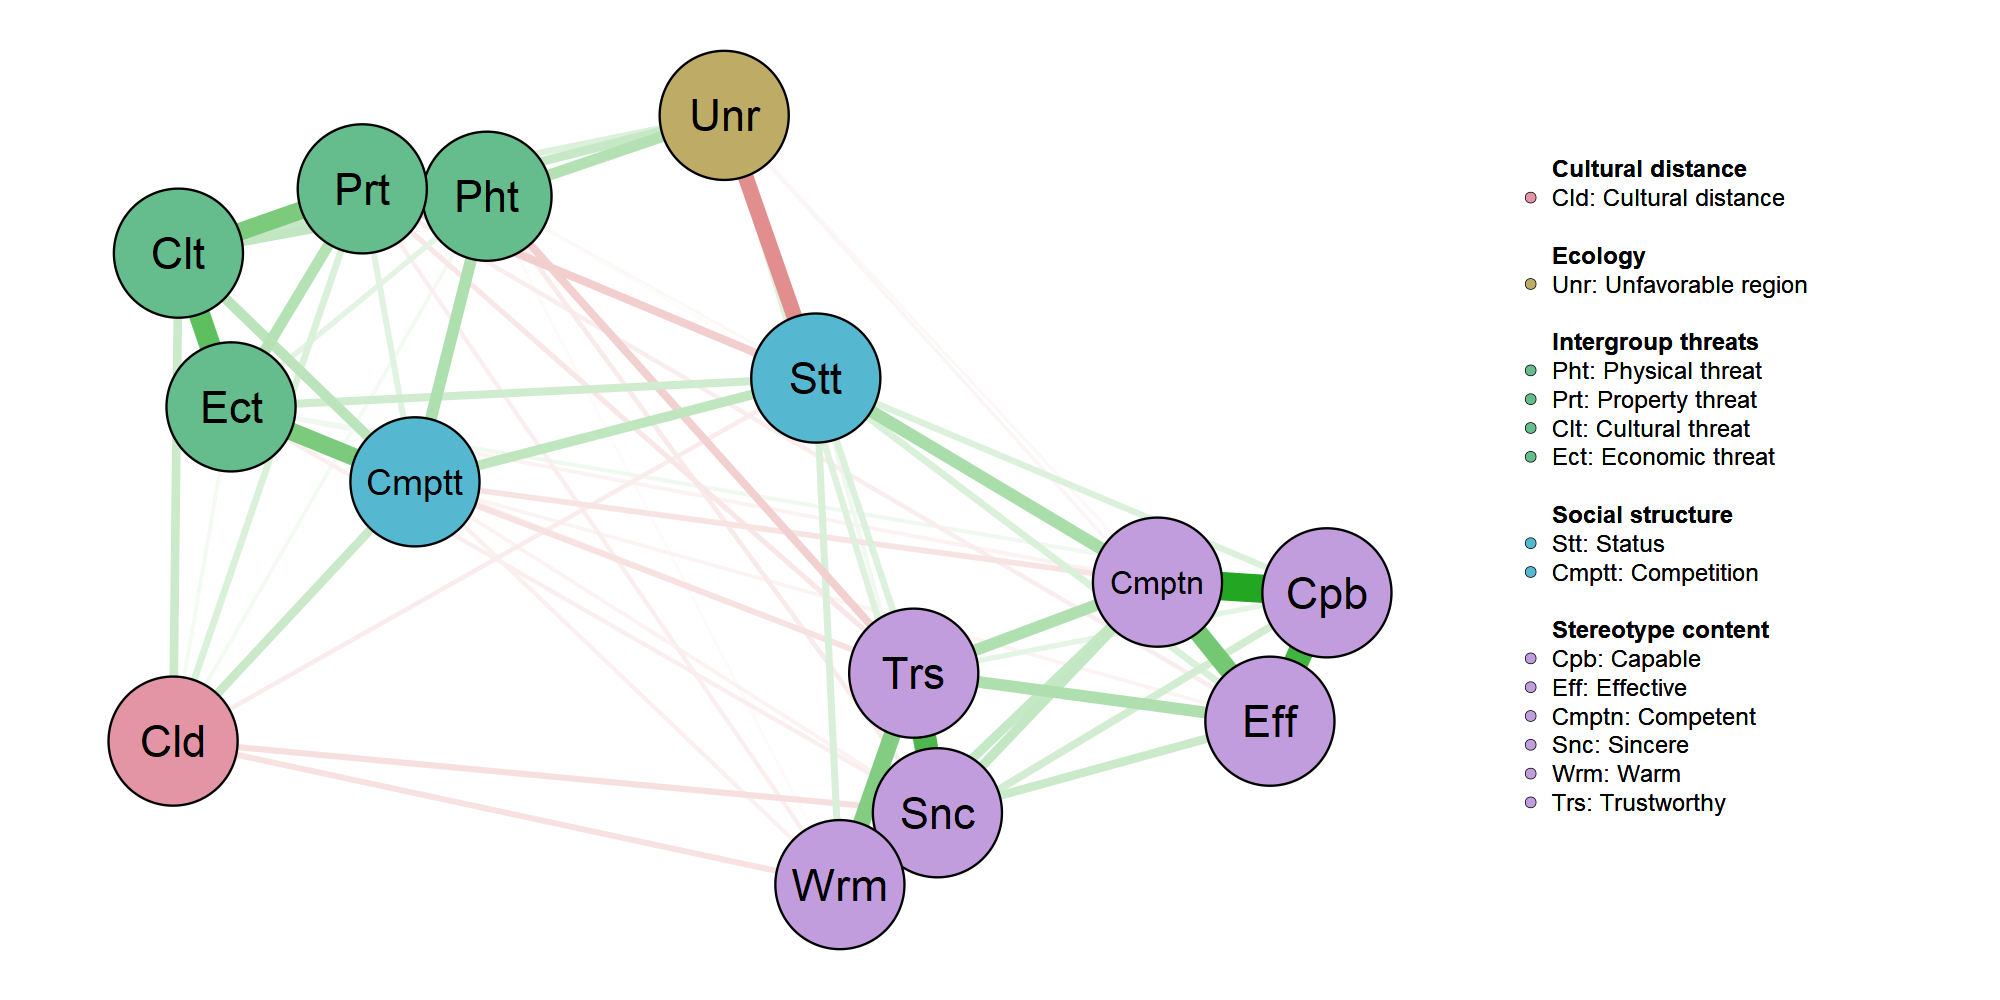 Unr
Prt
Pht
Clt
Stt
Ect
Cmptt
Cmptn
Cpb
Trs
Eff
Cld
Snc
Wrm
Cultural distance
Cld: Cultural distance
Ecology
Unr: Unfavorable region
Intergroup threats
Pht: Physical threat
Prt: Property threat
Clt: Cultural threat
Ect: Economic threat
Social structure
Stt: Status
Cmptt: Competition
Stereotype content
Cpb: Capable
Eff: Effective
Cmptn: Competent
Snc: Sincere
Wrm: Warm
Trs: Trustworthy